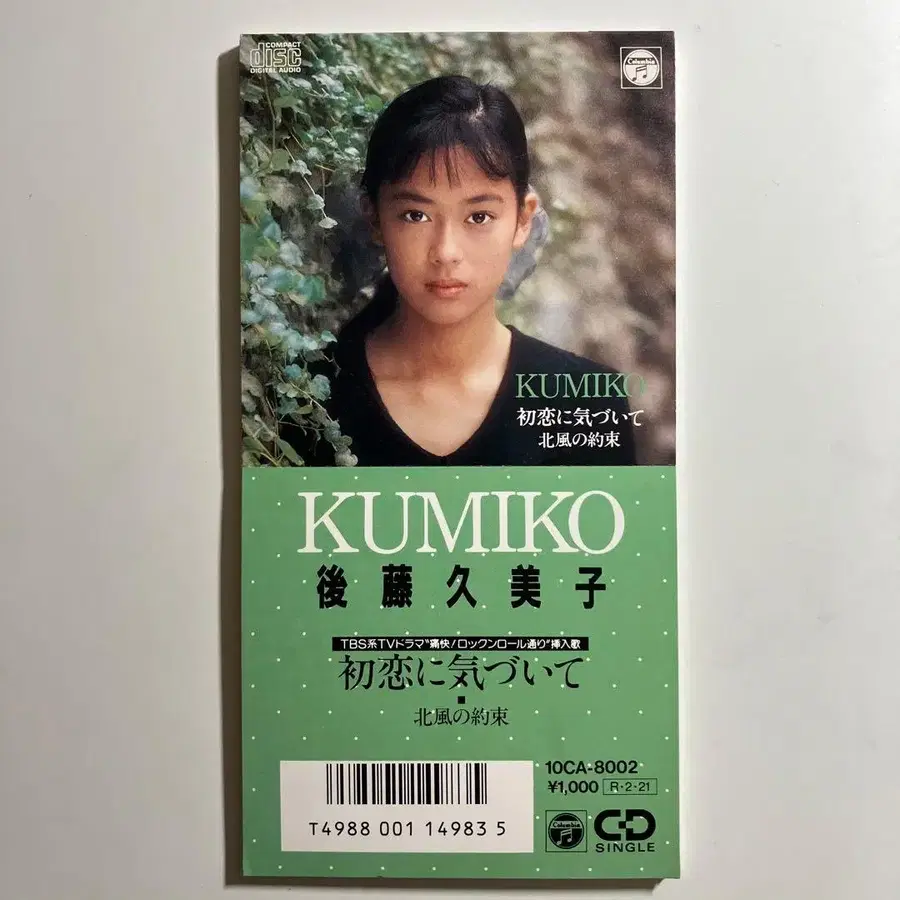 COMPACT
disc
DIGITAL AUDIO
Columbia
KUMIKO
初恋に気づいて
北風の約束
KUMIKO
後藤久美子
TBS系TVドラマ"痛快!ロックンロール通り"挿入歌
初恋に気づいて
■
北風の約束
10CA-8002
¥1,000 R・2・21
T4988 001 14983 5
Columbia
CD
SINGLE